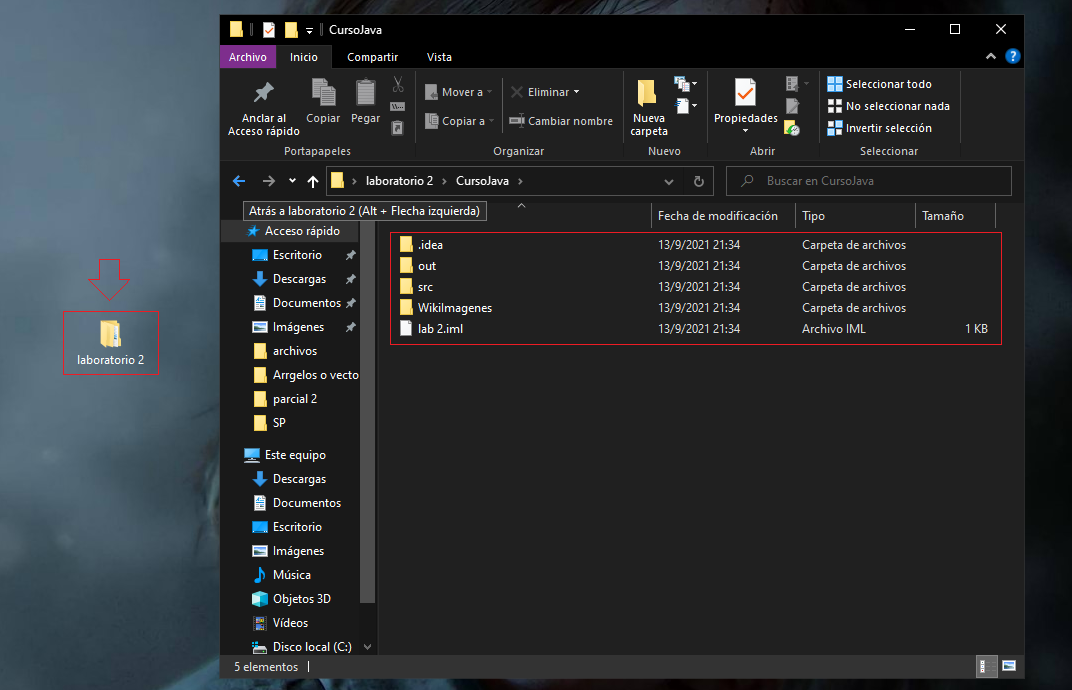 CursoJava
Archivo Inicio Compartir Vista
Anclar al Acceso rápido
Copiar
Pegar
Portapapeles
Mover a
Copiar a
Eliminar
Cambiar nombre
Organizar
Nueva carpeta
Nuevo
Propiedades
Abrir
Seleccionar todo
No seleccionar nada
Invertir selección
Seleccionar
laboratorio 2 › CursoJava ›
Buscar en CursoJava
Atrás a laboratorio 2 (Alt + Flecha izquierda)
Fecha de modificación Tipo Tamaño
.idea 13/9/2021 21:34 Carpeta de archivos
out 13/9/2021 21:34 Carpeta de archivos
src 13/9/2021 21:34 Carpeta de archivos
WikiImagenes 13/9/2021 21:34 Carpeta de archivos
lab 2.iml 13/9/2021 21:34 Archivo IML 1 KB
Acceso rápido
Escritorio
Descargas
Documentos
Imágenes
archivos
Arrgelos o vecto
parcial 2
SP
Este equipo
Descargas
Documentos
Escritorio
Imágenes
Música
Objetos 3D
Vídeos
Disco local (C:)
5 elementos
laboratorio 2